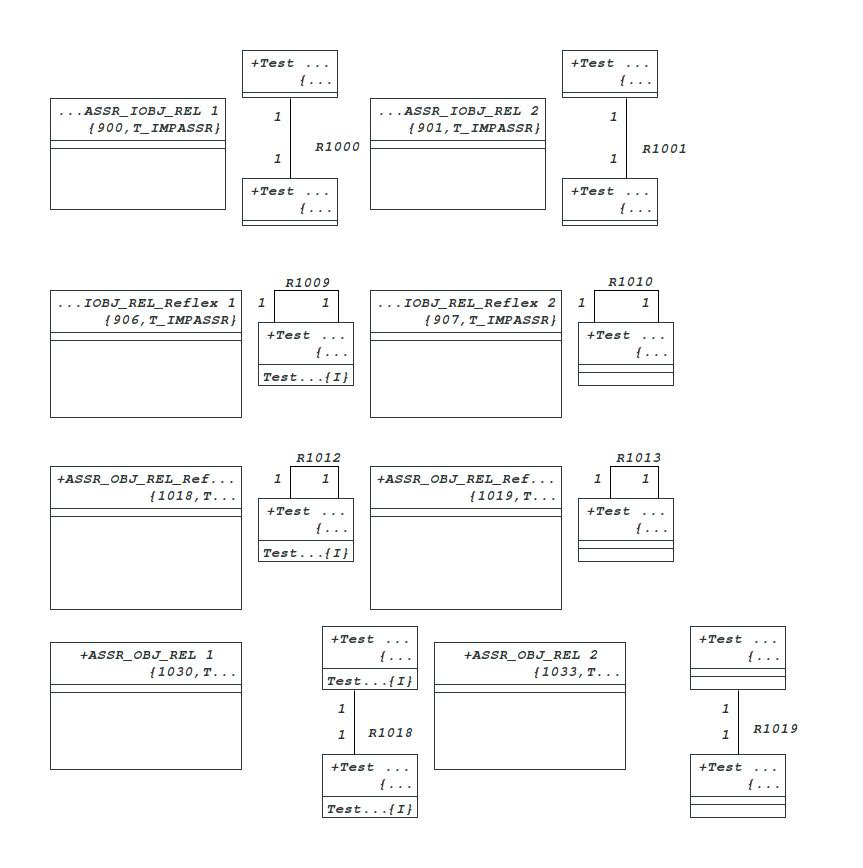 +Test ...
{...
+Test ...
{...
...ASSR_IOBJ_REL 1
{900,T_IMPASSR}
1
R1000
1
...ASSR_IOBJ_REL 2
{901,T_IMPASSR}
1
R1001
1
+Test ...
{...
+Test ...
{...
R1009
R1010
...IOBJ_REL_Reflex 1
{906,T_IMPASSR}
1
1
+Test ...
{...
Test...{I}
...IOBJ_REL_Reflex 2
{907,T_IMPASSR}
1
1
+Test ...
{...
R1012
R1013
+ASSR_OBJ_REL_Ref...
{1018,T...
1
1
+Test ...
{...
Test...{I}
+ASSR_OBJ_REL_Ref...
{1019,T...
1
1
+Test ...
{...
+ASSR_OBJ_REL 1
{1030,T...
+Test ...
{...
Test...{I}
1
1
R1018
+Test ...
{...
Test...{I}
+ASSR_OBJ_REL 2
{1033,T...
+Test ...
{...
1
1
R1019
+Test ...
{...